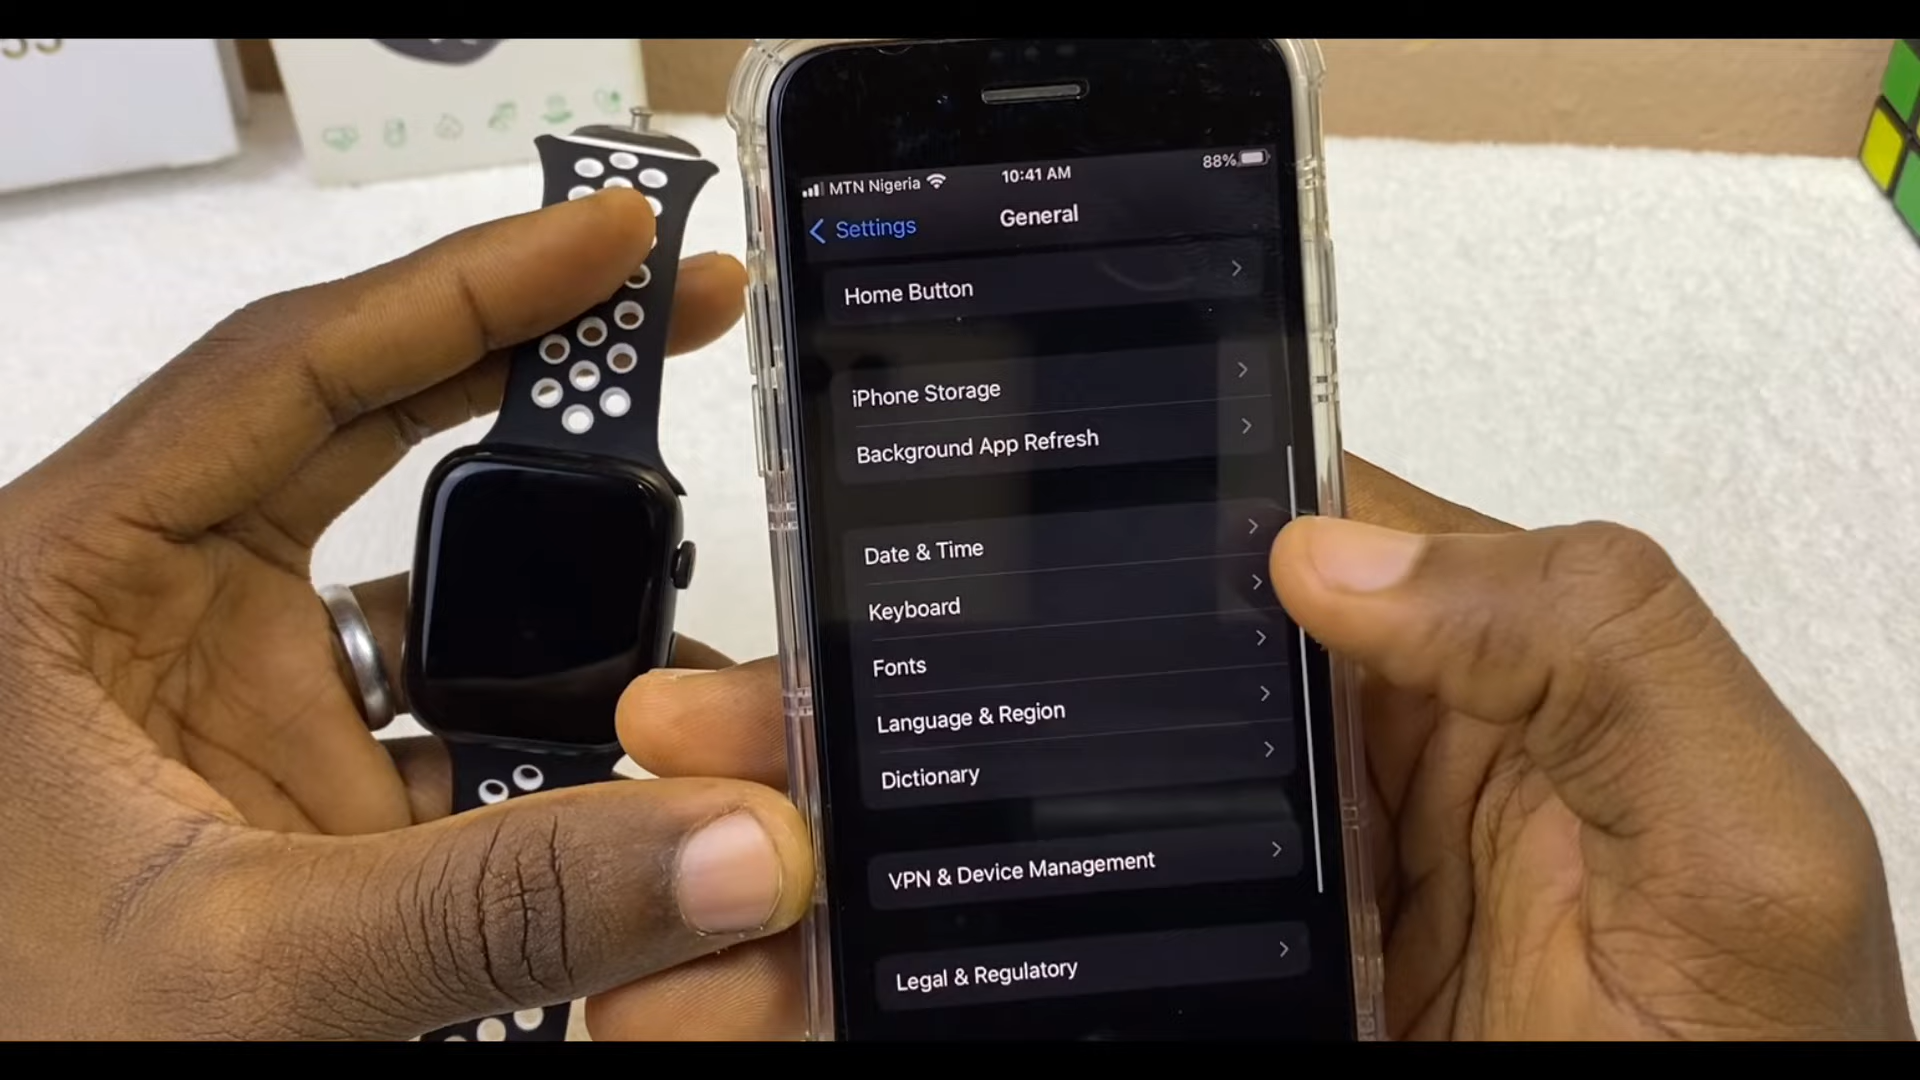 55
MTN Nigeria
10:41 AM
88%
Settings
General
Home Button
iPhone Storage
Background App Refresh
Date & Time
Keyboard
Fonts
Language & Region
Dictionary
VPN & Device Management
Legal & Regulatory